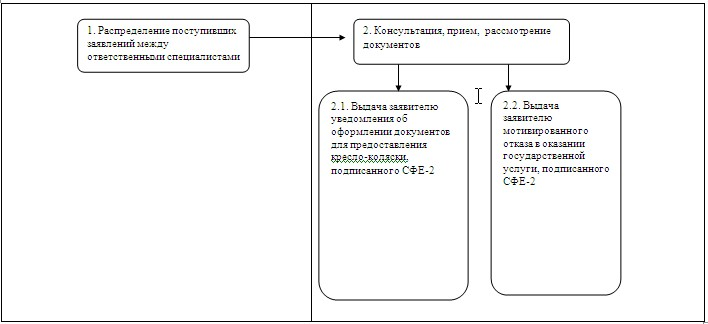 1. Распределение поступивших
заявлений между
ответственными специалистами
2. Консультация, прием, рассмотрение
документов
2.1. Выдача заявителю
уведомления об
оформлении документов
для предоставления
кресло-коляски,
подписанного СФЕ-2
2.2. Выдача
заявителю
мотивированного
отказа в оказании
государственной
услуги, подписанного
СФЕ-2